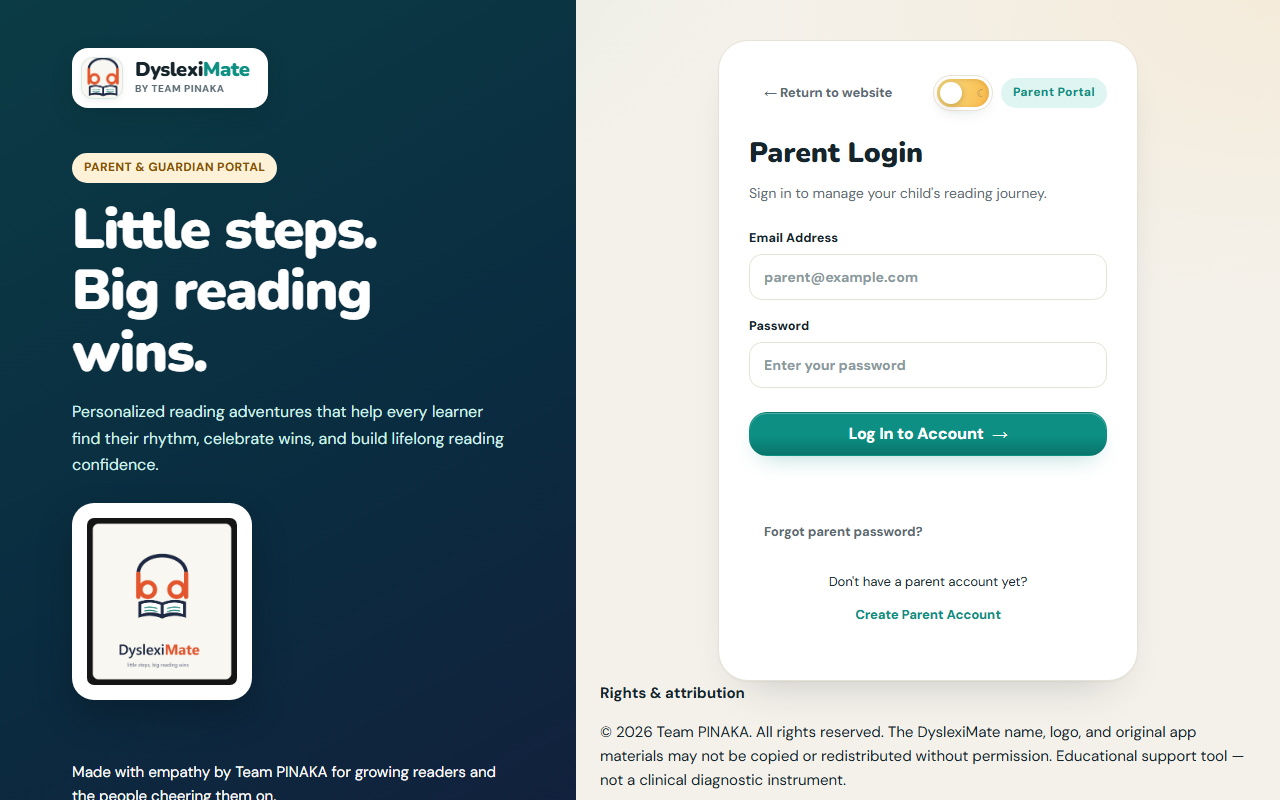 DyslexiMate
BY TEAM PINAKA
PARENT & GUARDIAN PORTAL
Little steps.
Big reading
wins.
Personalized reading adventures that help every learner
find their rhythm, celebrate wins, and build lifelong reading
confidence.
DyslexiMate
little steps, big reading wins
Made with empathy by Team PINAKA for growing readers and
the people cheering them on.
← Return to website
Parent Portal
Parent Login
Sign in to manage your child's reading journey.
Email Address
parent@example.com
Password
Enter your password
Log In to Account →
Forgot parent password?
Don't have a parent account yet?
Create Parent Account
Rights & attribution
© 2026 Team PINAKA. All rights reserved. The DyslexiMate name, logo, and original app
materials may not be copied or redistributed without permission. Educational support tool —
not a clinical diagnostic instrument.